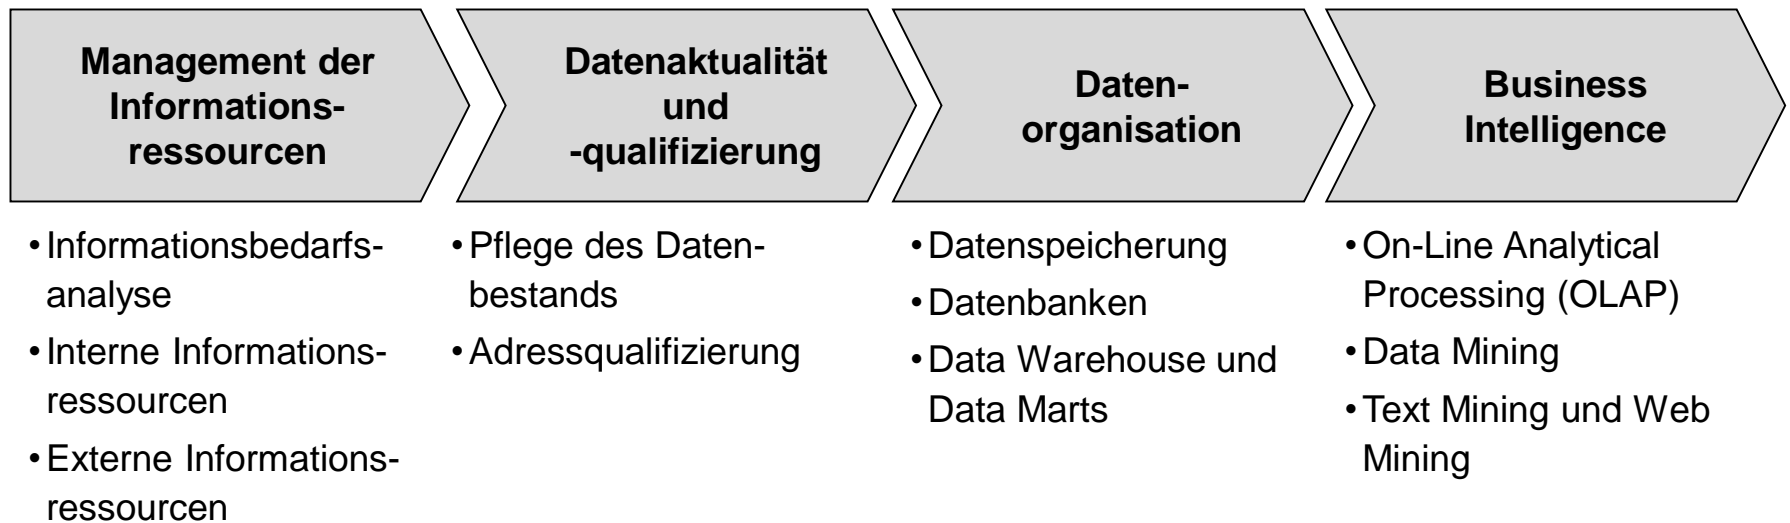 Management der
Informations-
ressourcen
Datenaktualität
und
-qualifizierung
Daten-
organisation
Business
Intelligence
•Informationsbedarfs-
analyse
•Interne Informations-
ressourcen
•Externe Informations-
ressourcen
•Pflege des Daten-
bestands
•Adressqualifizierung
•Datenspeicherung
•Datenbanken
•Data Warehouse und
Data Marts
•On-Line Analytical
Processing (OLAP)
•Data Mining
•Text Mining und Web
Mining